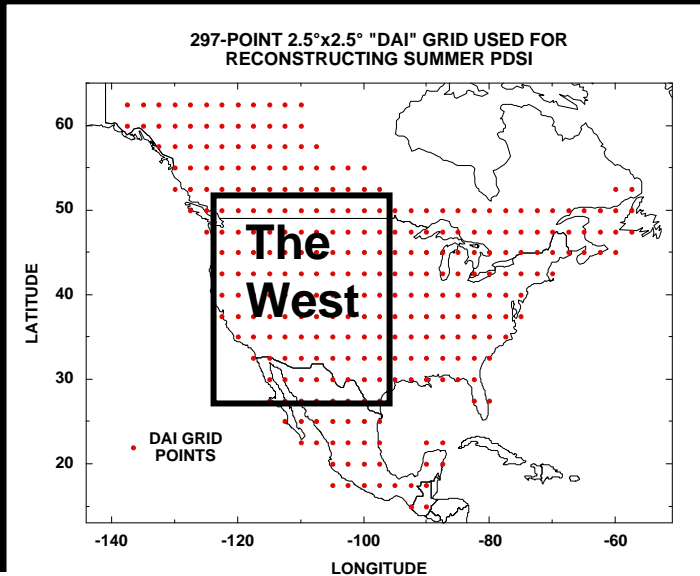 297-POINT 2.5°x2.5° "DAI" GRID USED FOR
RECONSTRUCTING SUMMER PDSI
60
50
40
30
20
LATITUDE
The
West
DAI GRID
POINTS
-140
-120
-100
-80
-60
LONGITUDE